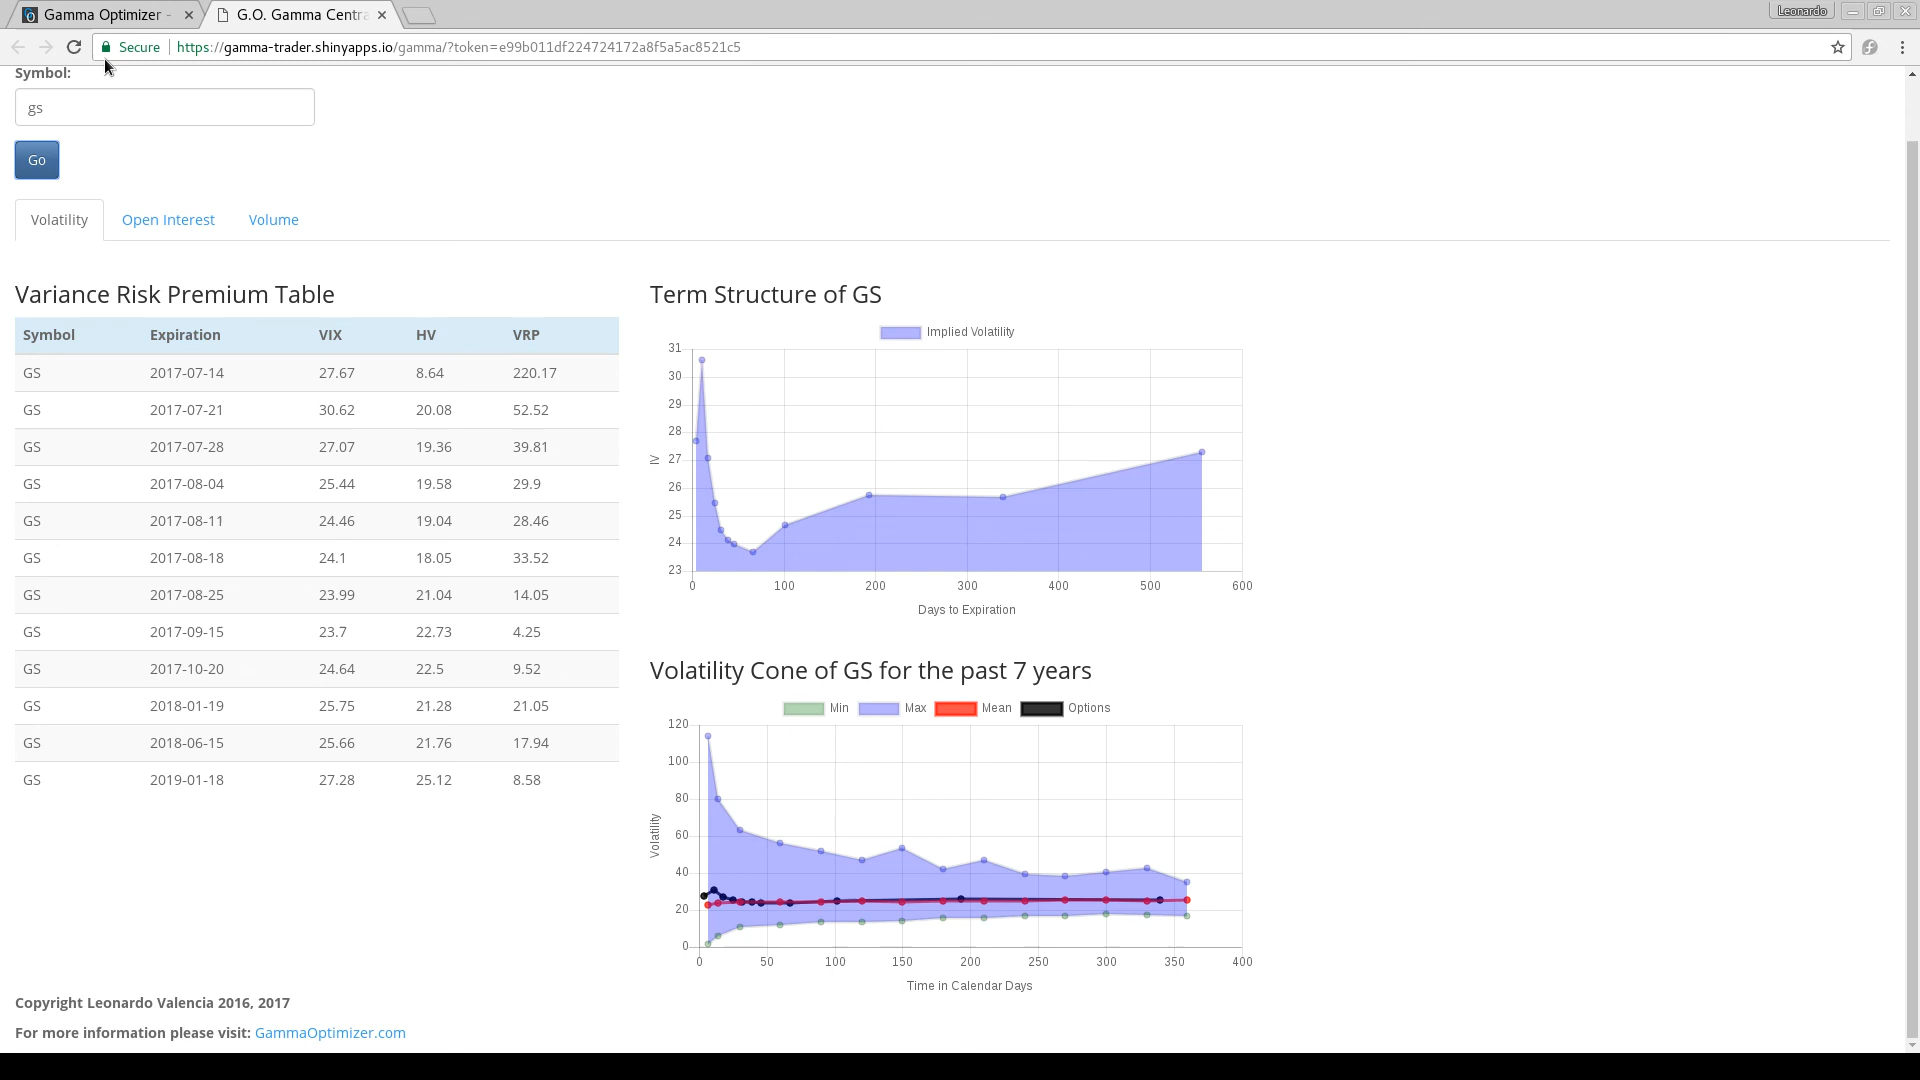 Gamma Optimizer -
G.O. Gamma Centra
Leonardo
Secure https://gamma-trader.shinyapps.io/gamma/?token=e99b011df224724172a8f5a5ac8521c5
Symbol:
gs
Go
Volatility Open Interest Volume
Variance Risk Premium Table
Symbol Expiration VIX HV VRP
GS 2017-07-14 27.67 8.64 220.17
GS 2017-07-21 30.62 20.08 52.52
GS 2017-07-28 27.07 19.36 39.81
GS 2017-08-04 25.44 19.58 29.9
GS 2017-08-11 24.46 19.04 28.46
GS 2017-08-18 24.1 18.05 33.52
GS 2017-08-25 23.99 21.04 14.05
GS 2017-09-15 23.7 22.73 4.25
GS 2017-10-20 24.64 22.5 9.52
GS 2018-01-19 25.75 21.28 21.05
GS 2018-06-15 25.66 21.76 17.94
GS 2019-01-18 27.28 25.12 8.58
Term Structure of GS
Implied Volatility
31
30
29
28
27
26
25
24
23
IV
0 100 200 300 400 500 600
Days to Expiration
Volatility Cone of GS for the past 7 years
Min Max Mean Options
120
100
80
60
40
20
0
Volatility
0 50 100 150 200 250 300 350 400
Time in Calendar Days
Copyright Leonardo Valencia 2016, 2017
For more information please visit: GammaOptimizer.com